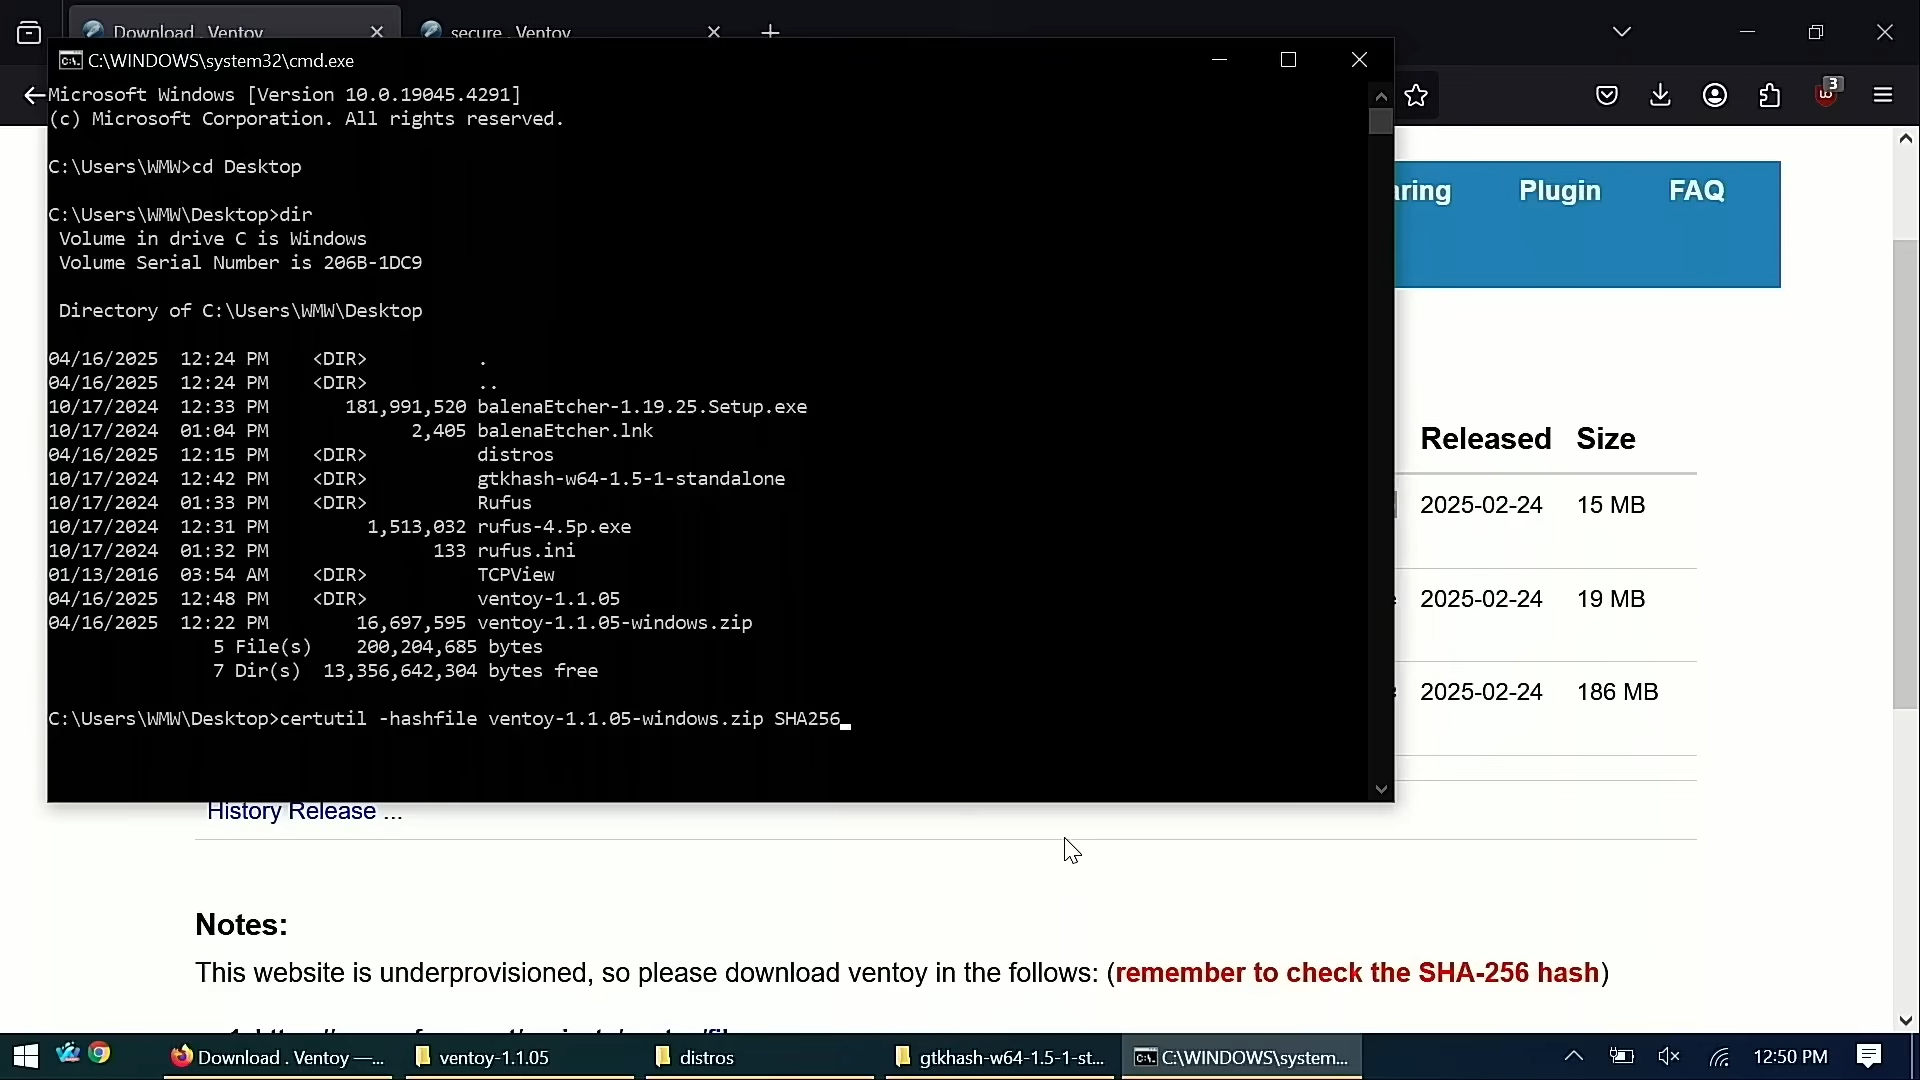 Download . Ventoy
secure . Ventoy
C:\WINDOWS\system32\cmd.exe
3
Microsoft Windows [Version 10.0.19045.4291]
(c) Microsoft Corporation. All rights reserved.
C:\Users\WMW>cd Desktop
C:\Users\WMW\Desktop>dir
Volume in drive C is Windows
Volume Serial Number is 206B-1DC9
Directory of C:\Users\WMW\Desktop
04/16/2025  12:24 PM    <DIR>          .
04/16/2025  12:24 PM    <DIR>          ..
10/17/2024  12:33 PM       181,991,520 balenaEtcher-1.19.25.Setup.exe
10/17/2024  01:04 PM             2,405 balenaEtcher.lnk
04/16/2025  12:15 PM    <DIR>          distros
10/17/2024  12:42 PM    <DIR>          gtkhash-w64-1.5-1-standalone
10/17/2024  01:33 PM    <DIR>          Rufus
10/17/2024  12:31 PM         1,513,032 rufus-4.5p.exe
10/17/2024  01:32 PM               133 rufus.ini
01/13/2016  03:54 AM    <DIR>          TCPView
04/16/2025  12:48 PM    <DIR>          ventoy-1.1.05
04/16/2025  12:22 PM        16,697,595 ventoy-1.1.05-windows.zip
5 File(s)    200,204,685 bytes
7 Dir(s)  13,356,642,304 bytes free
C:\Users\WMW\Desktop>certutil -hashfile ventoy-1.1.05-windows.zip SHA256
aring Plugin FAQ
Released Size
2025-02-24 15 MB
2025-02-24 19 MB
2025-02-24 186 MB
History Release ...
Notes:
This website is underprovisioned, so please download ventoy in the follows: (remember to check the SHA-256 hash)
Download . Ventoy —...
ventoy-1.1.05
distros
gtkhash-w64-1.5-1-st...
C:\WINDOWS\system...
12:50 PM